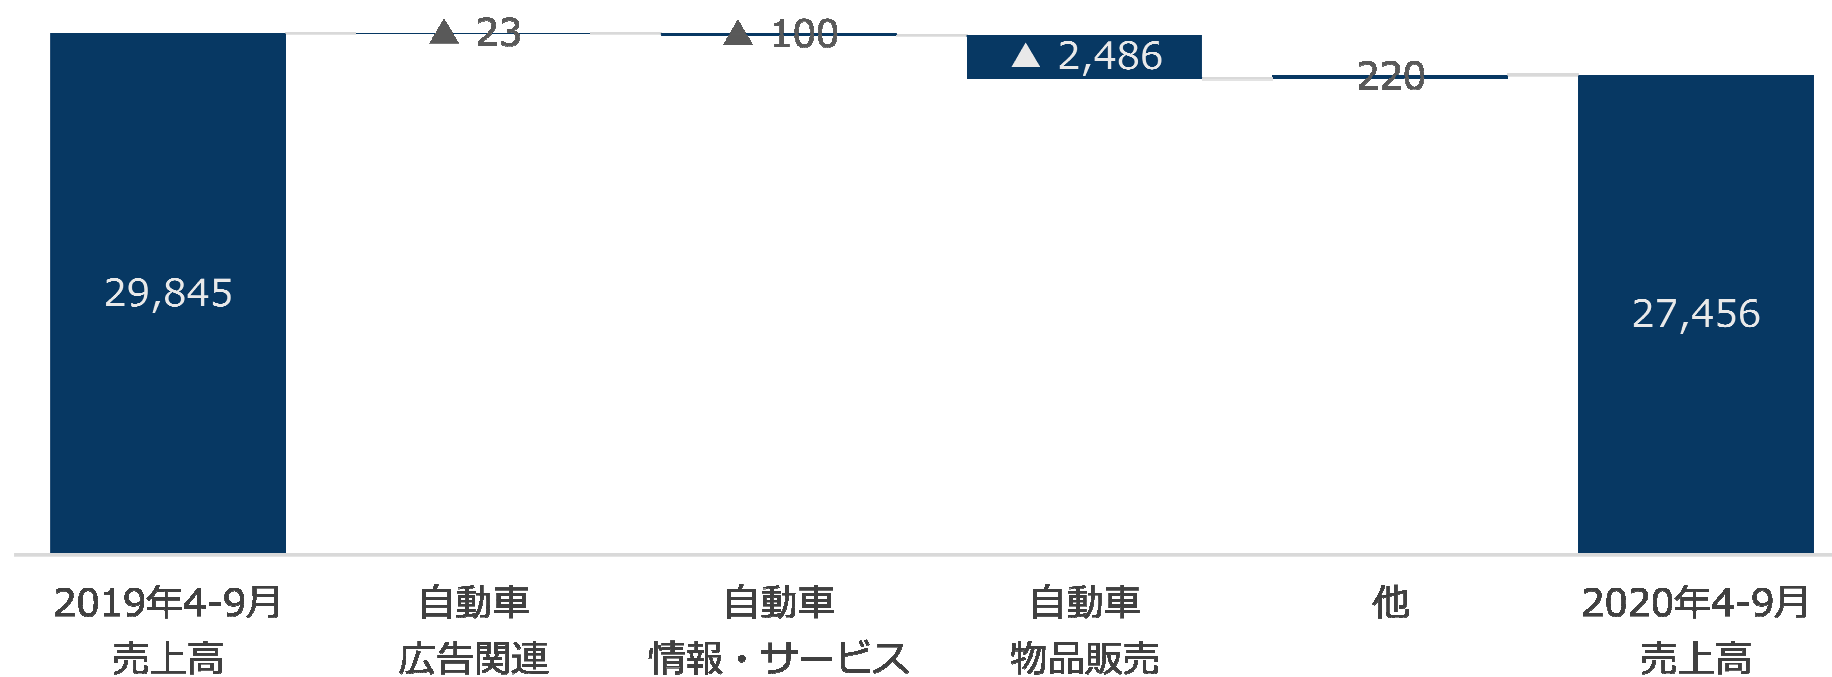 ▲ 23
▲ 100
▲ 2,486
220
29,845
27,456
2019年4-9月
売上高
自動車
広告関連
自動車
情報・サービス
自動車
物品販売
他
2020年4-9月
売上高